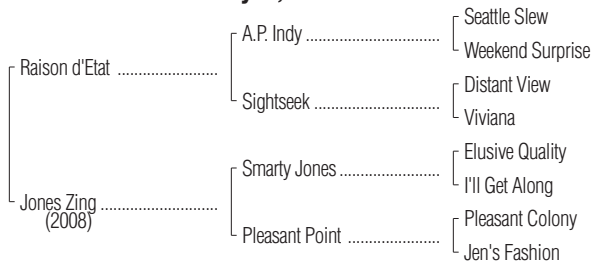 Seattle Slew
A.P. Indy ..............................
Weekend Surprise
Raison d'Etat .......................
Distant View
Sightseek ............................
Viviana
Elusive Quality
Smarty Jones ........................
I'll Get Along
Jones Zing ..........................
(2008)
Pleasant Colony
Pleasant Point .....................
Jen's Fashion